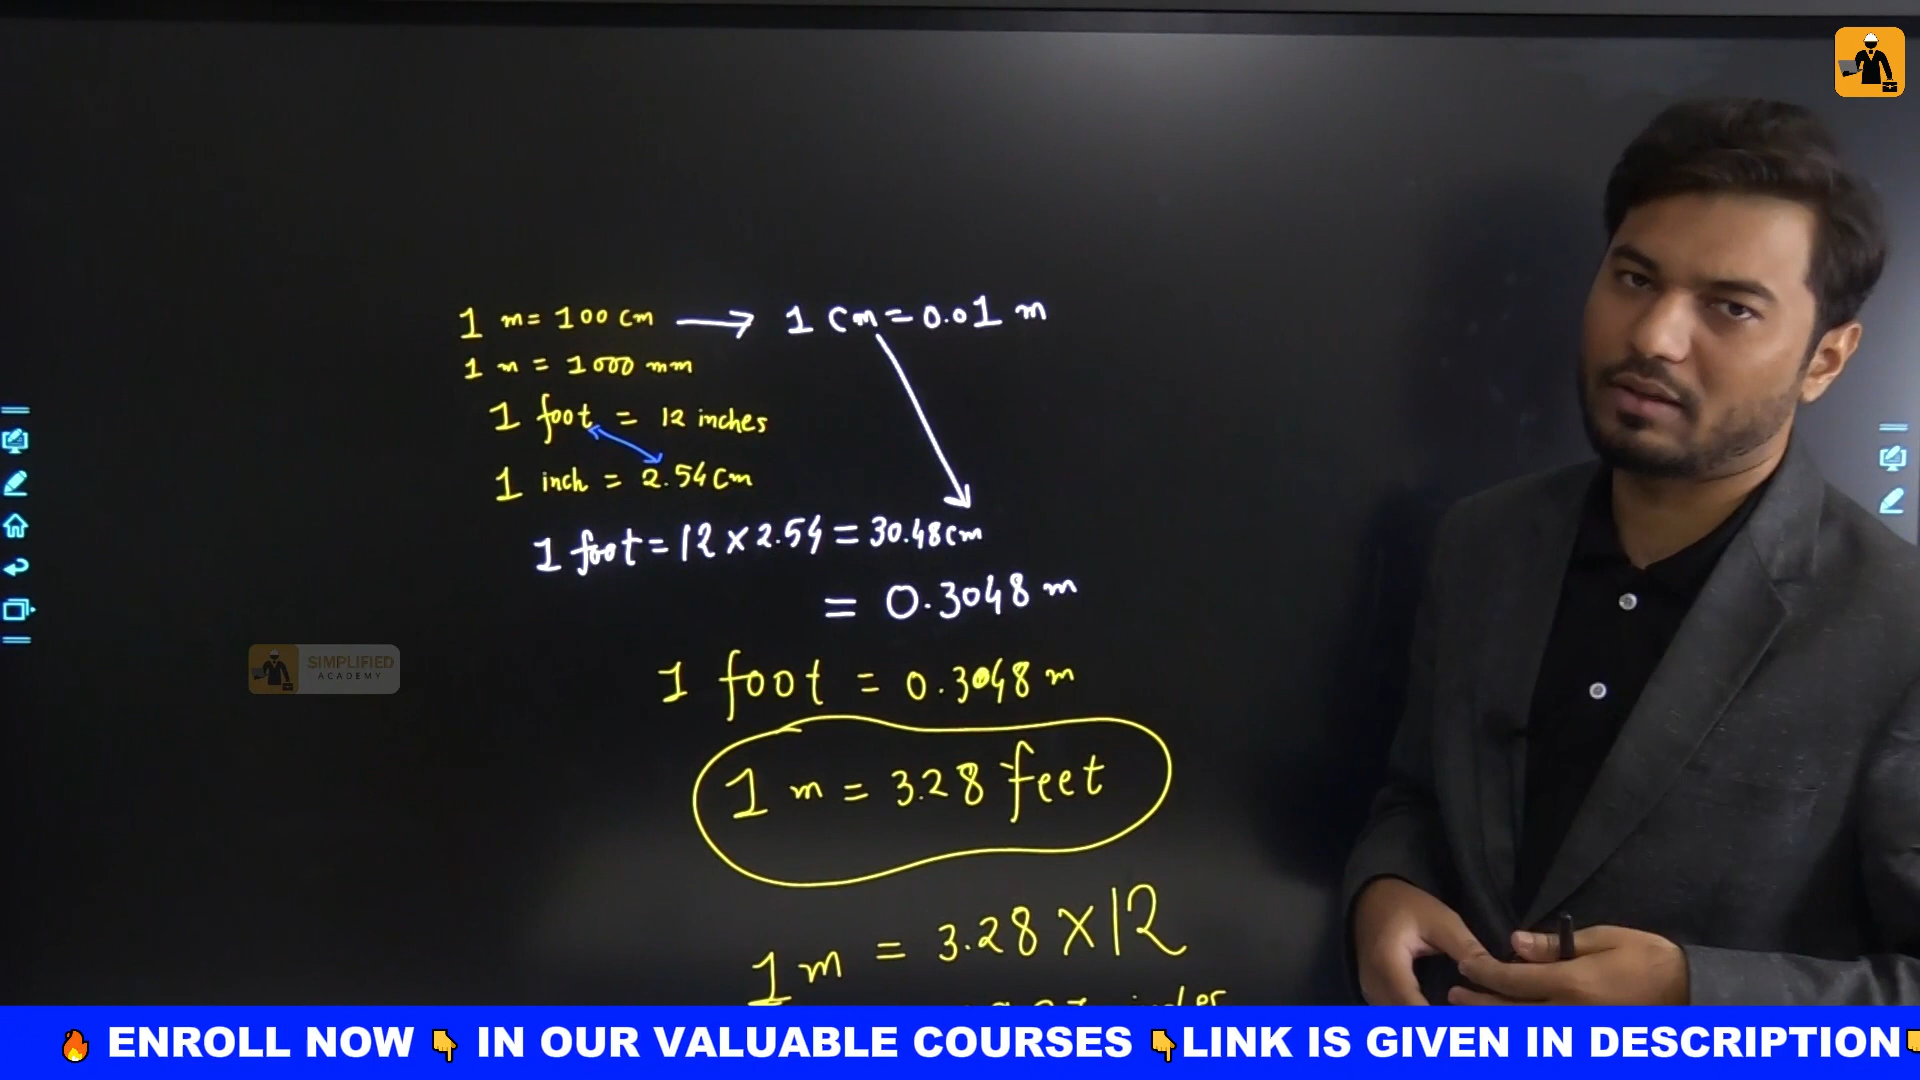 1 m = 100 cm → 1 cm = 0.01 m
1 m = 1000 mm
1 foot = 12 inches
1 inch = 2.54 cm
1 foot = 12 x 2.54 = 30.48 cm
= 0.3048 m
SIMPLIFIED
ACADEMY
1 foot = 0.3048 m
1 m = 3.28 feet
1 m = 3.28 X 12
🔥 ENROLL NOW 👇 IN OUR VALUABLE COURSES 👇 LINK IS GIVEN IN DESCRIPTION 👇